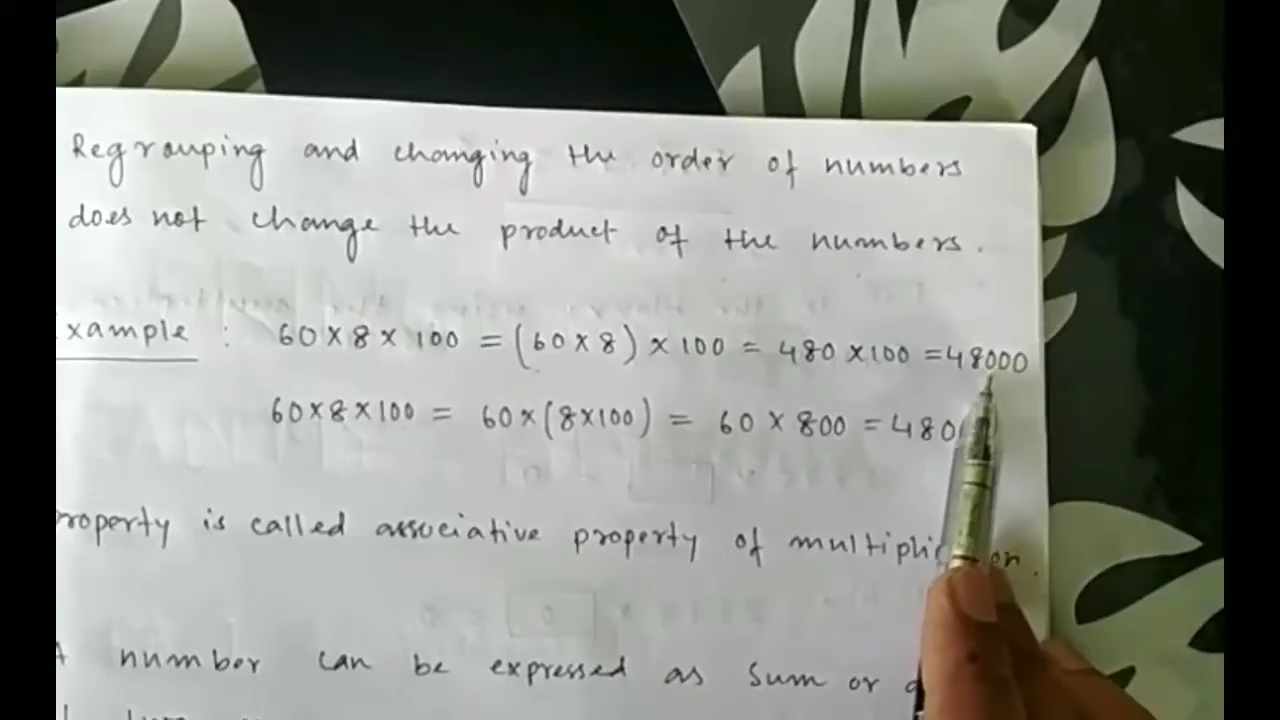 Regrouping and changing the order of numbers
does not change the product of the numbers.
xample : 60 × 8 × 100 = (60 × 8) × 100 = 480 × 100 = 48000
60 × 8 × 100 = 60 × (8 × 100) = 60 × 800 = 480
roperty is called associative property of multiplic on.
number can be expressed as sum or